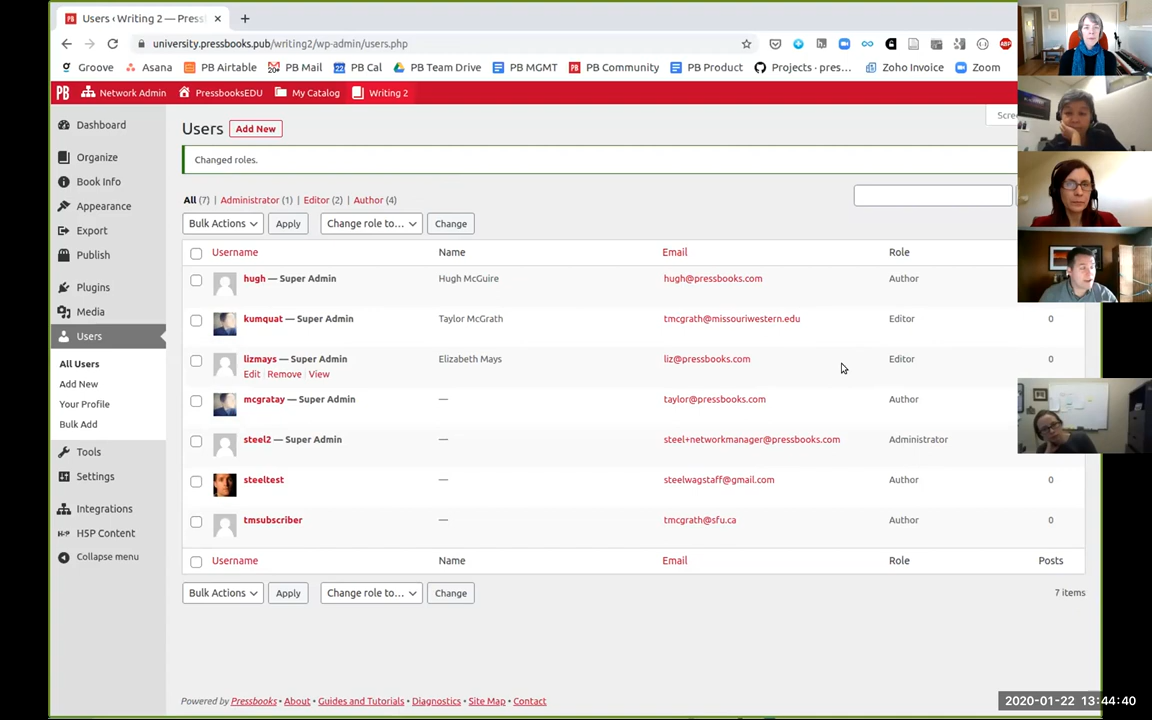 Users ‹ Writing 2 — Press
university.pressbooks.pub/writing2/wp-admin/users.php
Groove Asana PB Airtable PB Mail PB Cal PB Team Drive PB MGMT PB Community PB Product Projects · pres… Zoho Invoice Zoom
PB Network Admin PressbooksEDU My Catalog Writing 2
Dashboard
Organize
Book Info
Appearance
Export
Publish
Plugins
Media
Users
All Users
Add New
Your Profile
Bulk Add
Tools
Settings
Integrations
H5P Content
Collapse menu
Users Add New
Changed roles.
All (7) | Administrator (1) | Editor (2) | Author (4)
Bulk Actions Apply Change role to… Change
Username Name Email Role
hugh — Super Admin Hugh McGuire hugh@pressbooks.com Author
kumquat — Super Admin Taylor McGrath tmcgrath@missouriwestern.edu Editor 0
lizmays — Super Admin Elizabeth Mays liz@pressbooks.com Editor 0
Edit | Remove | View
mcgratay — Super Admin — taylor@pressbooks.com Author
steel2 — Super Admin — steel+networkmanager@pressbooks.com Administrator
steeltest — steelwagstaff@gmail.com Author 0
tmsubscriber — tmcgrath@sfu.ca Author 0
Username Name Email Role Posts
Bulk Actions Apply Change role to… Change 7 items
Powered by Pressbooks • About • Guides and Tutorials • Diagnostics • Site Map • Contact
2020-01-22 13:44:40